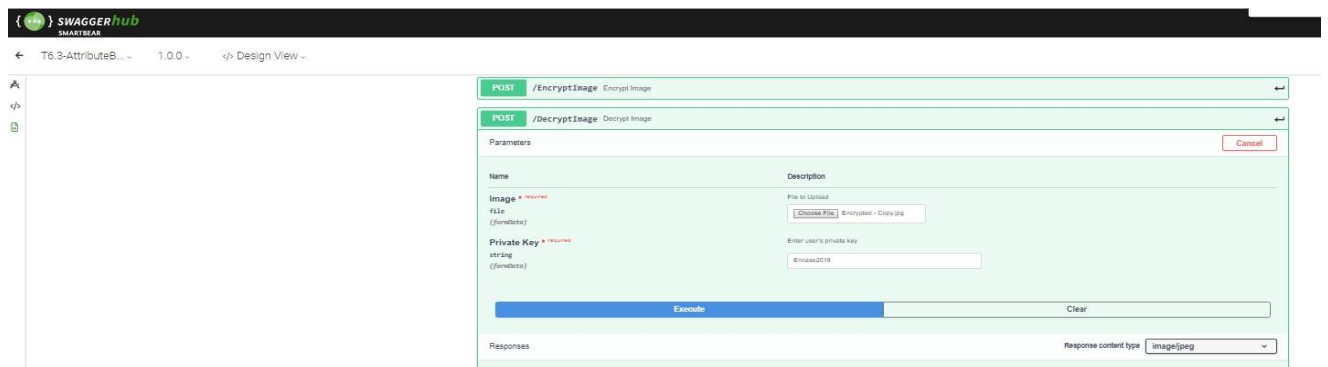 {···} SWAGGERhub
SMARTBEAR
T6.3-AttributeB... 1.0.0 </> Design View
</>
POST /EncryptImage Encrypt Image
POST /DecryptImage Decrypt Image
Parameters
Cancel
Name Description
Image * required
File to Upload
file
Choose File Encrypted - Copy.jpg
(formData)
Private Key * required
Enter user's private key
string
Encase2018
(formData)
Execute Clear
Responses
Response content type image/jpeg